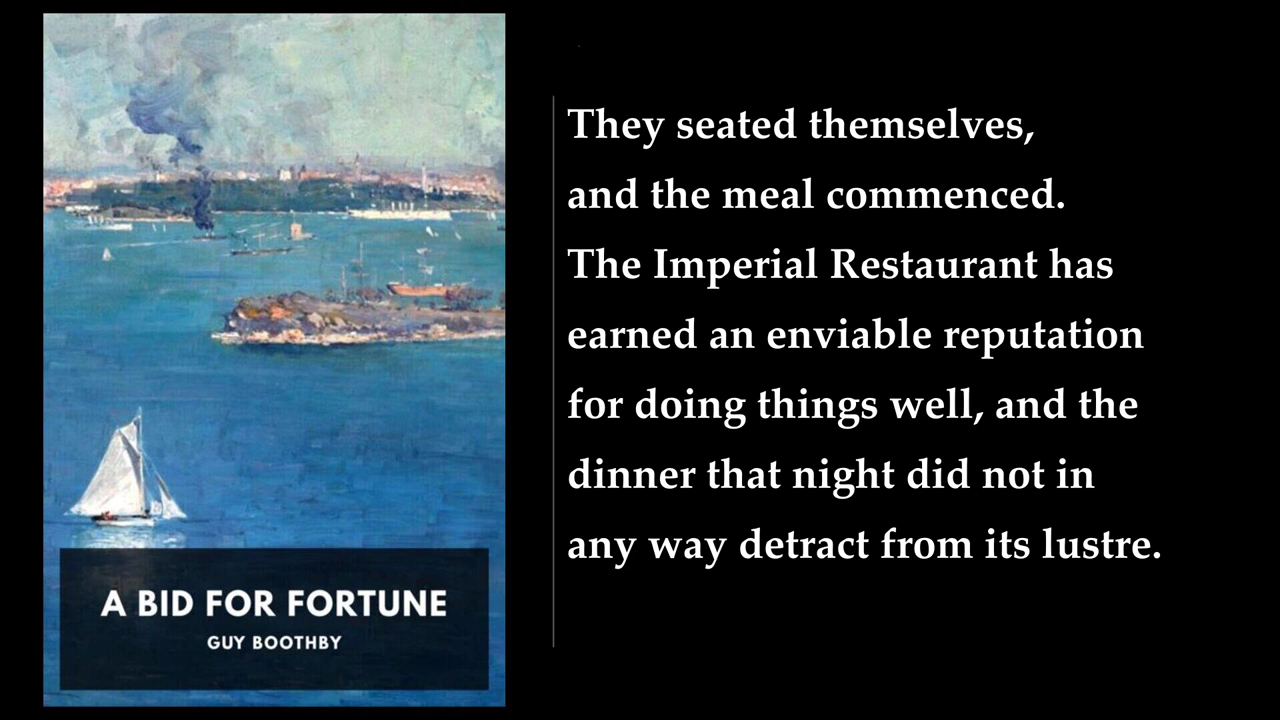 They seated themselves,
and the meal commenced.
The Imperial Restaurant has
earned an enviable reputation
for doing things well, and the
dinner that night did not in
any way detract from its lustre.
A BID FOR FORTUNE
GUY BOOTHBY